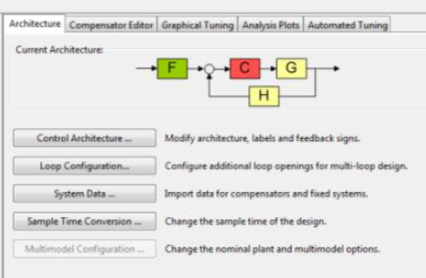 Architecture Compensator Editor Graphical Tuning Analysis Plots Automated Tuning
Current Architecture:
F C G
H
Control Architecture ... Modify architecture, labels and feedback signs.
Loop Configuration... Configure additional loop openings for multi-loop design.
System Data ... Import data for compensators and fixed systems.
Sample Time Conversion ... Change the sample time of the design.
Multimodel Configuration ... Change the nominal plant and multimodel options.